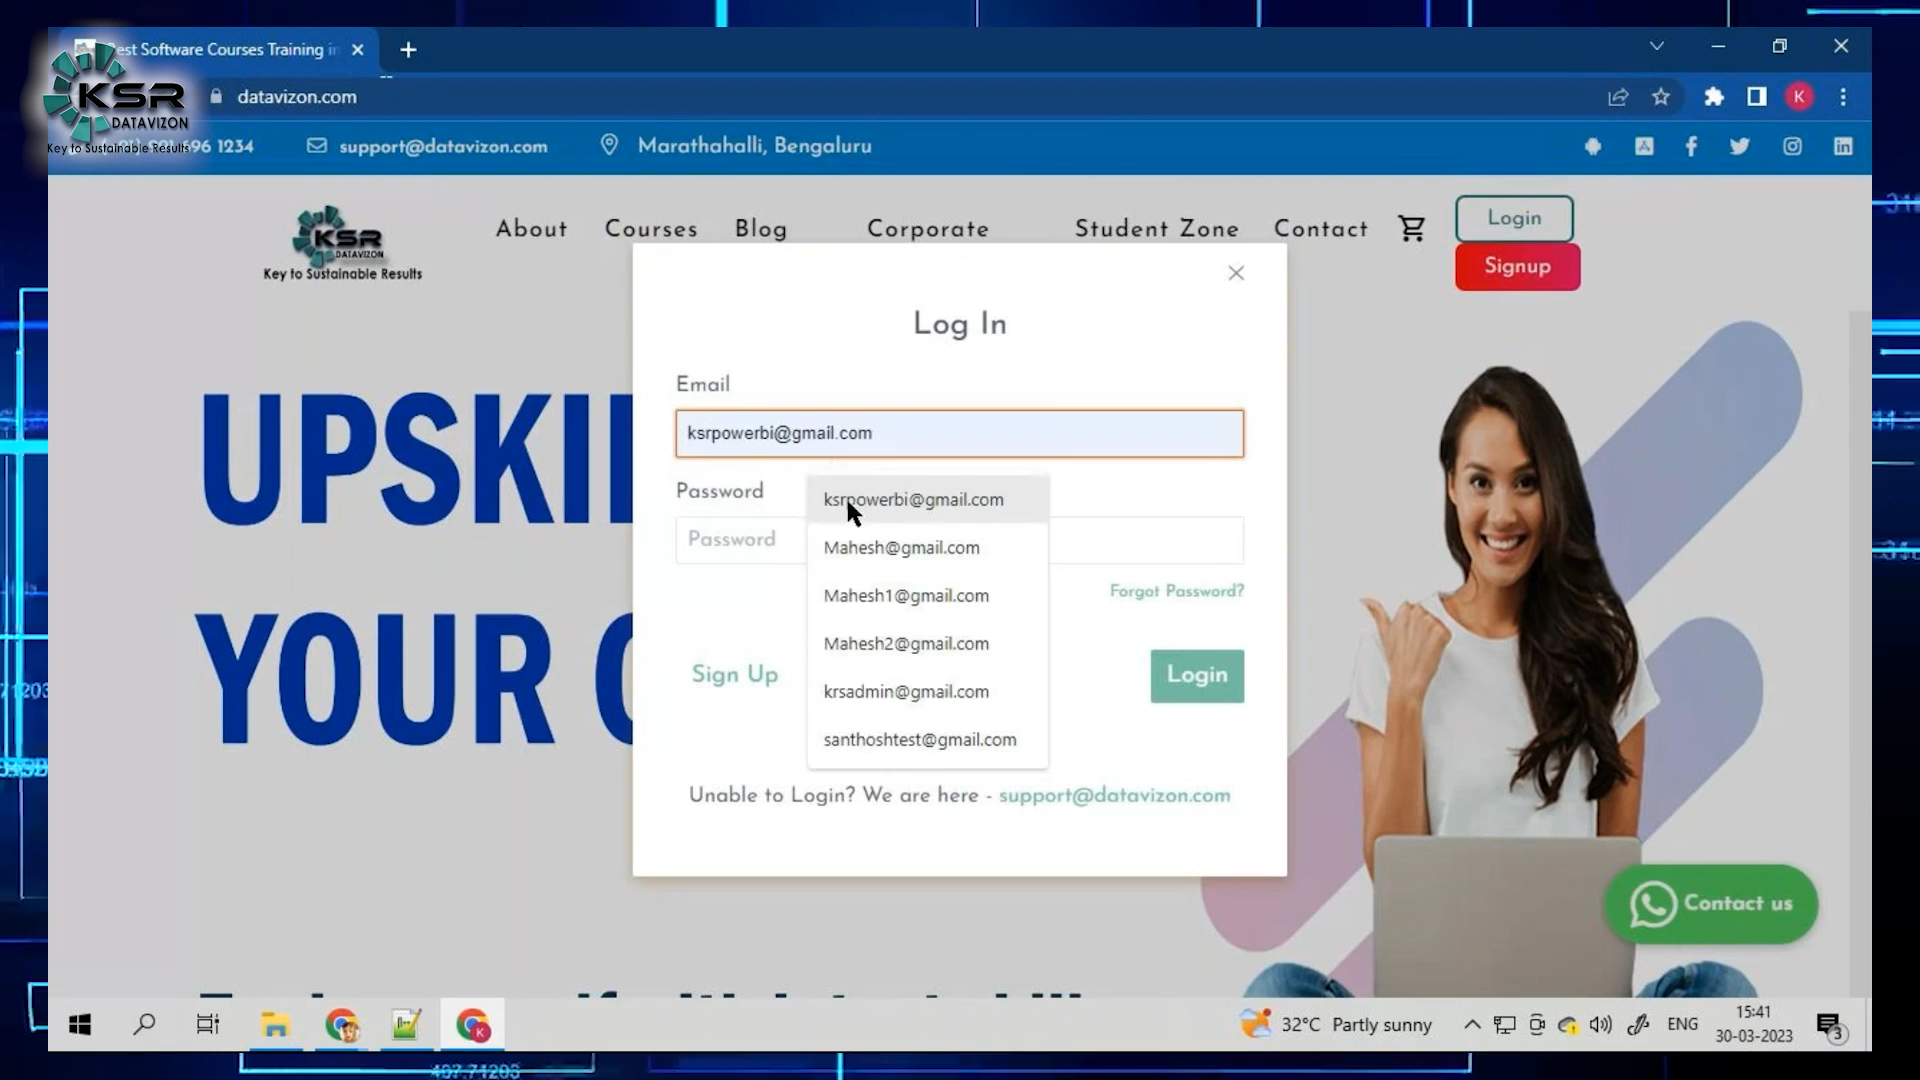 est Software Courses Training in
KSR
DATAVIZON
Key to Sustainable Results
datavizon.com
K
96 1234
support@datavizon.com
Marathahalli, Bengaluru
KSR
DATAVIZON
Key to Sustainable Results
About
Courses
Blog
Corporate
Student Zone
Contact
Login
Signup
UPSKI
YOUR
Log In
Email
ksrpowerbi@gmail.com
Password
Password
ksrpowerbi@gmail.com
Mahesh@gmail.com
Mahesh1@gmail.com
Mahesh2@gmail.com
krsadmin@gmail.com
santhoshtest@gmail.com
Forgot Password?
Sign Up
Login
Unable to Login? We are here - support@datavizon.com
Contact us
K
32°C Partly sunny
ENG
15:41
30-03-2023
3
407.71203